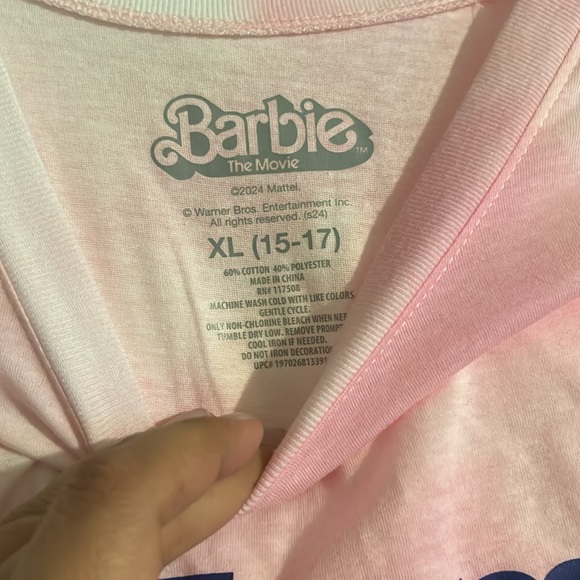 Barbie
™
The Movie
©2024 Mattel.
© Warner Bros. Entertainment Inc.
All rights reserved. (s24)
XL (15-17)
60% COTTON 40% POLYESTER
MADE IN CHINA
RN# 117508
MACHINE WASH COLD WITH LIKE COLORS
GENTLE CYCLE.
ONLY NON-CHLORINE BLEACH WHEN
TUMBLE DRY LOW. REMOVE
COOL IRON IF NEEDED.
DO NOT IRON
UPC# 197026813391